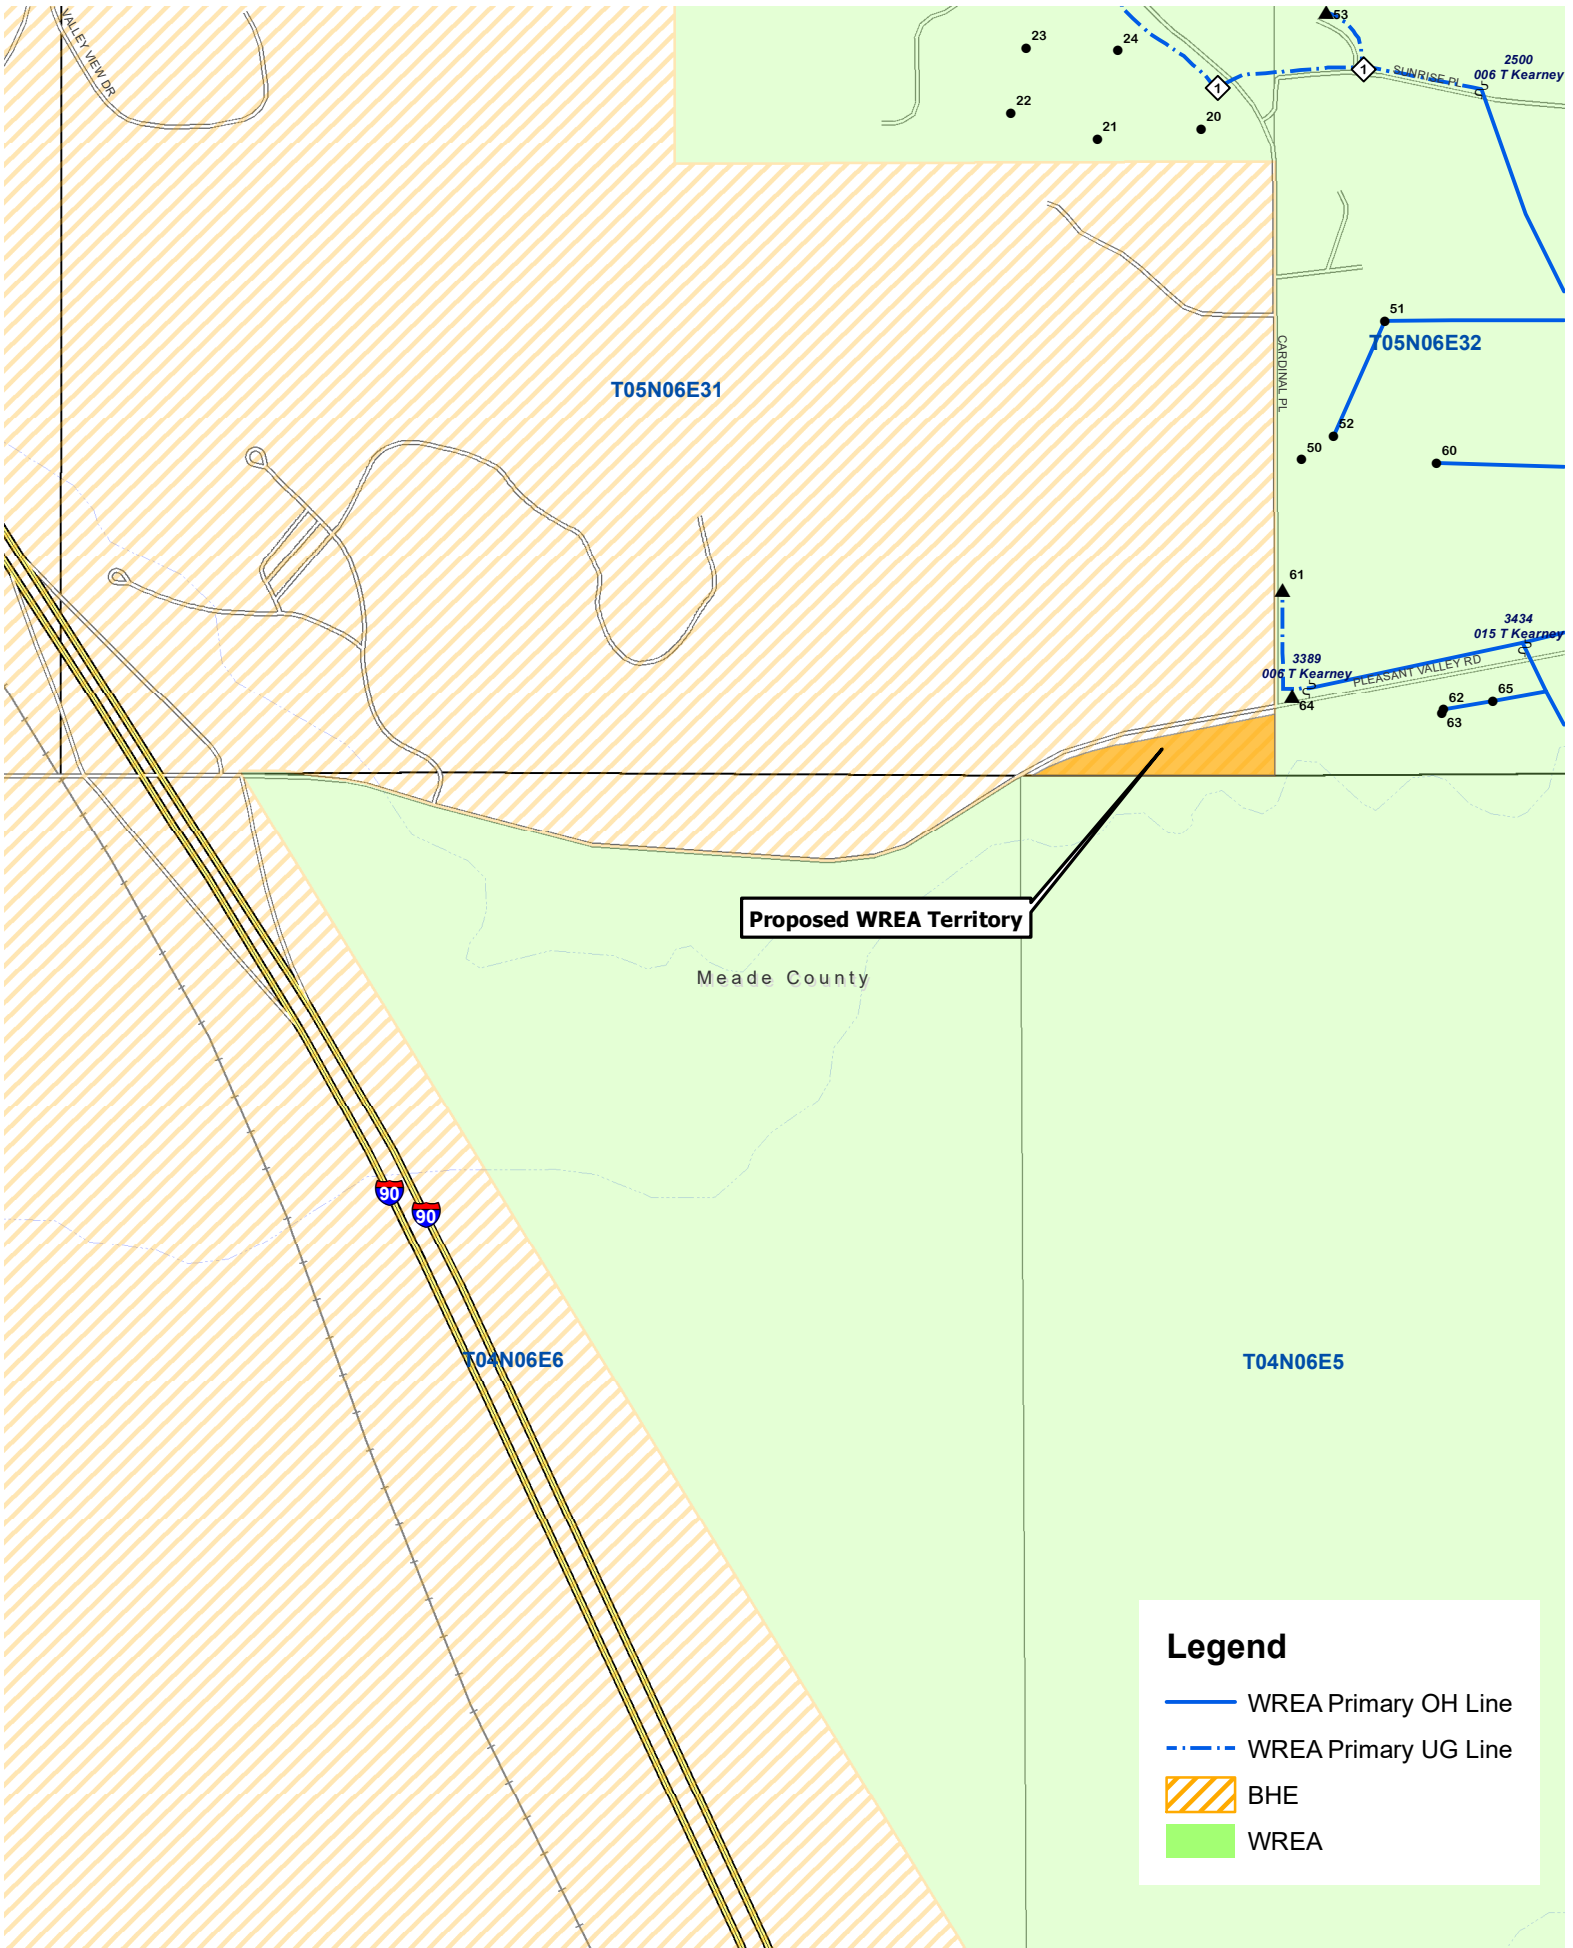 VALLEY VIEW DR
53
23
24
2500
006 T Kearney
SUNRISE PL
1
1
22
21
20
51
T05N06E32
CARDINAL PL
T05N06E31
52
50
60
61
3434
015 T Kearney
3389
006 T Kearney
PLEASANT VALLEY RD
64
62
65
63
Proposed WREA Territory
Meade County
90
90
T04N06E6
T04N06E5
Legend
WREA Primary OH Line
WREA Primary UG Line
BHE
WREA